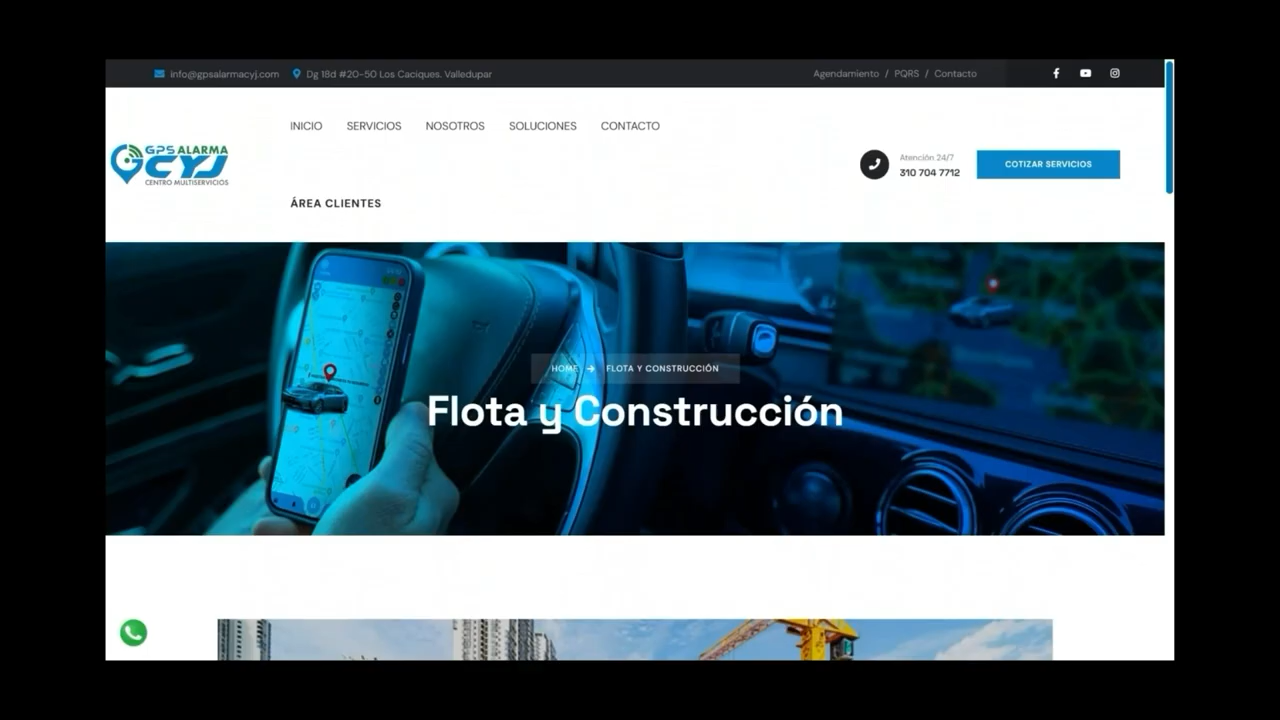 info@gpsalarmacyj.com Dg 18d #20-50 Los Caciques. Valledupar Agendamiento / PQRS / Contacto
INICIO SERVICIOS NOSOTROS SOLUCIONES CONTACTO
GPS ALARMA
CYJ
CENTRO MULTISERVICIOS
Atención 24/7
310 704 7712
COTIZAR SERVICIOS
ÁREA CLIENTES
HOME FLOTA Y CONSTRUCCIÓN
Flota y Construcción